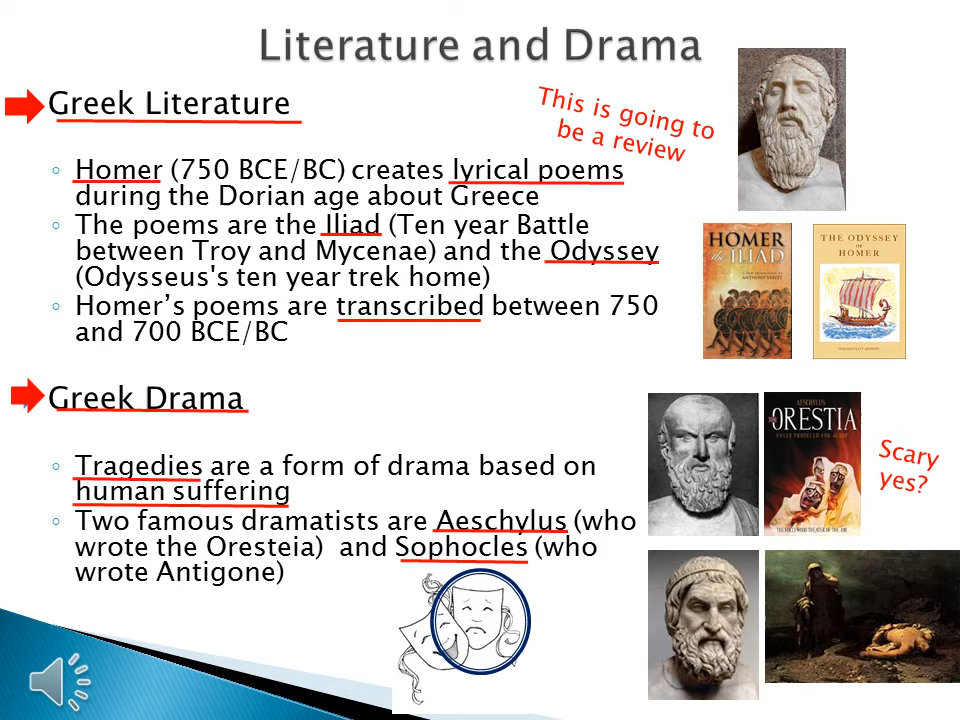 Literature and Drama
Greek Literature
This is going to
be a review
◦ Homer (750 BCE/BC) creates lyrical poems
during the Dorian age about Greece
◦ The poems are the Iliad (Ten year Battle
between Troy and Mycenae) and the Odyssey
(Odysseus's ten year trek home)
◦ Homer’s poems are transcribed between 750
and 700 BCE/BC
HOMER
the ILIAD
ANTHONY VERITY
THE ODYSSEY
OF
HOMER
Greek Drama
◦ Tragedies are a form of drama based on
human suffering
◦ Two famous dramatists are Aeschylus (who
wrote the Oresteia)  and Sophocles (who
wrote Antigone)
AESCHYLUS
ORESTIA
Scary
yes?